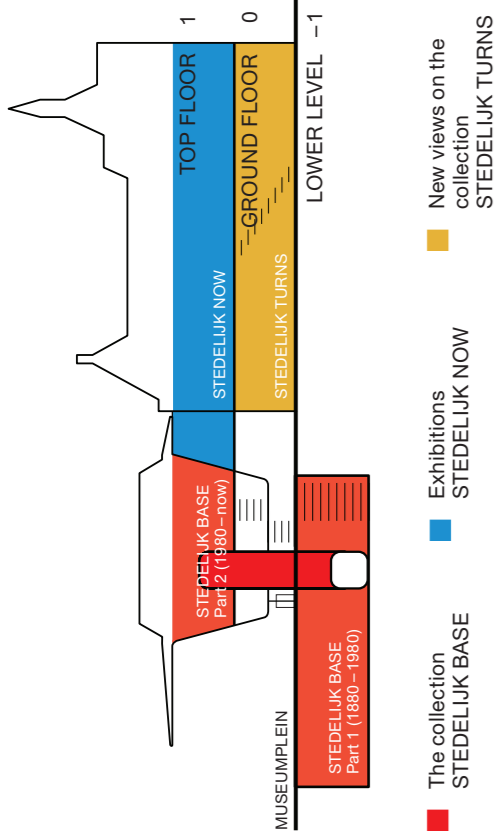 TOP FLOOR 1
GROUND FLOOR 0
LOWER LEVEL –1
STEDELIJK NOW
STEDELIJK TURNS
STEDELIJK BASE
Part 2 (1980–now)
MUSEUMPLEIN
STEDELIJK BASE
Part 1 (1880–1980)
The collection
STEDELIJK BASE
Exhibitions
STEDELIJK NOW
New views on the
collection
STEDELIJK TURNS